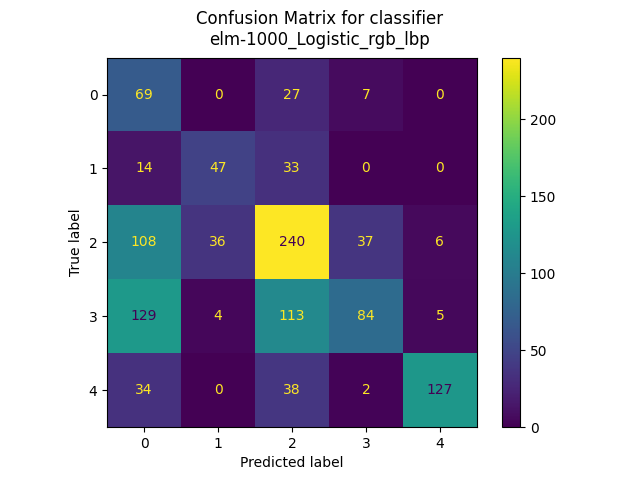 Confusion Matrix for classifier
elm-1000_Logistic_rgb_lbp
0 69 0 27 7 0
1 14 47 33 0 0
2 108 36 240 37 6
3 129 4 113 84 5
4 34 0 38 2 127
0 1 2 3 4
Predicted label
True label
200
150
100
50
0